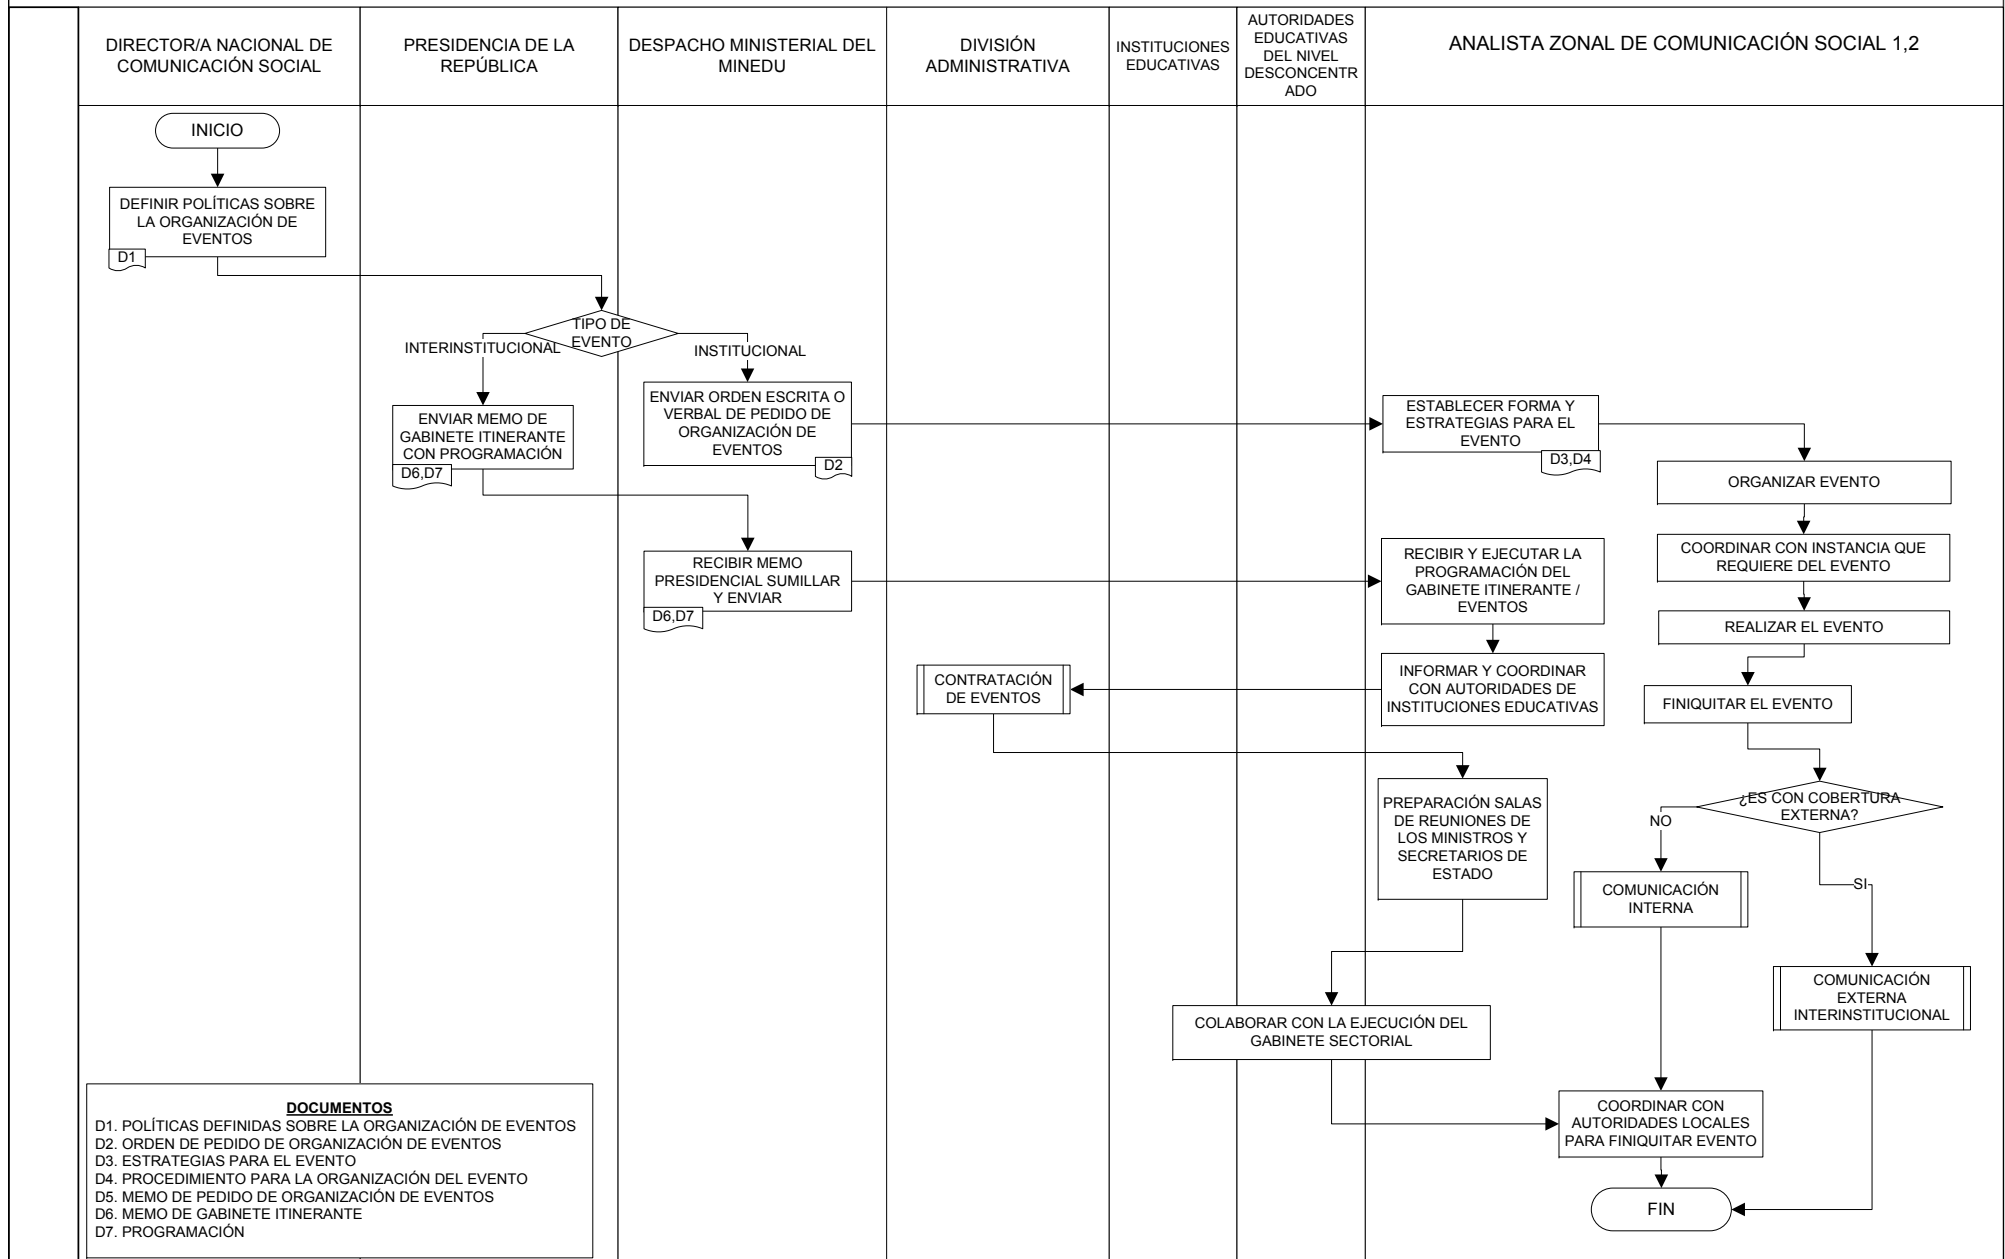 DIRECTOR/A NACIONAL DE
COMUNICACIÓN SOCIAL
PRESIDENCIA DE LA
REPÚBLICA
DESPACHO MINISTERIAL DEL
MINEDU
DIVISIÓN
ADMINISTRATIVA
INSTITUCIONES
EDUCATIVAS
AUTORIDADES
EDUCATIVAS
DEL NIVEL
DESCONCENTR
ADO
ANALISTA ZONAL DE COMUNICACIÓN SOCIAL 1,2
INICIO
DEFINIR POLÍTICAS SOBRE
LA ORGANIZACIÓN DE
EVENTOS
D1
TIPO DE
EVENTO
INTERINSTITUCIONAL
INSTITUCIONAL
ENVIAR MEMO DE
GABINETE ITINERANTE
CON PROGRAMACIÓN
D6,D7
ENVIAR ORDEN ESCRITA O
VERBAL DE PEDIDO DE
ORGANIZACIÓN DE
EVENTOS
D2
ESTABLECER FORMA Y
ESTRATEGIAS PARA EL
EVENTO
D3,D4
ORGANIZAR EVENTO
RECIBIR MEMO
PRESIDENCIAL SUMILLAR
Y ENVIAR
D6,D7
RECIBIR Y EJECUTAR LA
PROGRAMACIÓN DEL
GABINETE ITINERANTE /
EVENTOS
COORDINAR CON INSTANCIA QUE
REQUIERE DEL EVENTO
REALIZAR EL EVENTO
CONTRATACIÓN
DE EVENTOS
INFORMAR Y COORDINAR
CON AUTORIDADES DE
INSTITUCIONES EDUCATIVAS
FINIQUITAR EL EVENTO
PREPARACIÓN SALAS
DE REUNIONES DE
LOS MINISTROS Y
SECRETARIOS DE
ESTADO
¿ES CON COBERTURA
EXTERNA?
NO
SI
COMUNICACIÓN
INTERNA
COMUNICACIÓN
EXTERNA
INTERINSTITUCIONAL
COLABORAR CON LA EJECUCIÓN DEL
GABINETE SECTORIAL
COORDINAR CON
AUTORIDADES LOCALES
PARA FINIQUITAR EVENTO
FIN
DOCUMENTOS
D1. POLÍTICAS DEFINIDAS SOBRE LA ORGANIZACIÓN DE EVENTOS
D2. ORDEN DE PEDIDO DE ORGANIZACIÓN DE EVENTOS
D3. ESTRATEGIAS PARA EL EVENTO
D4. PROCEDIMIENTO PARA LA ORGANIZACIÓN DEL EVENTO
D5. MEMO DE PEDIDO DE ORGANIZACIÓN DE EVENTOS
D6. MEMO DE GABINETE ITINERANTE
D7. PROGRAMACIÓN